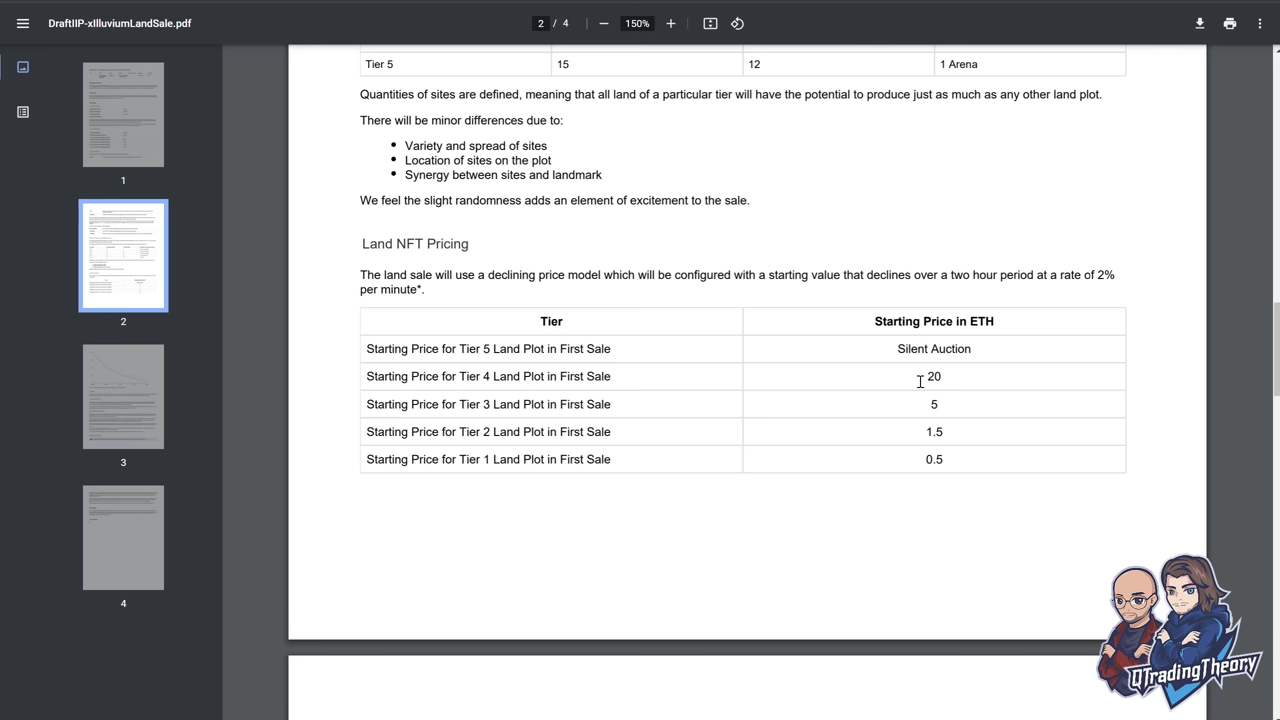 DraftIIP-xIlluviumLandSale.pdf
2 / 4
150%
Tier 5 15 12 1 Arena
Quantities of sites are defined, meaning that all land of a particular tier will have the potential to produce just as much as any other land plot.
There will be minor differences due to:
• Variety and spread of sites
• Location of sites on the plot
• Synergy between sites and landmark
We feel the slight randomness adds an element of excitement to the sale.
Land NFT Pricing
The land sale will use a declining price model which will be configured with a starting value that declines over a two hour period at a rate of 2%
per minute*.
Tier Starting Price in ETH
Starting Price for Tier 5 Land Plot in First Sale Silent Auction
Starting Price for Tier 4 Land Plot in First Sale 20
Starting Price for Tier 3 Land Plot in First Sale 5
Starting Price for Tier 2 Land Plot in First Sale 1.5
Starting Price for Tier 1 Land Plot in First Sale 0.5
1
2
3
4
QTradingTheory